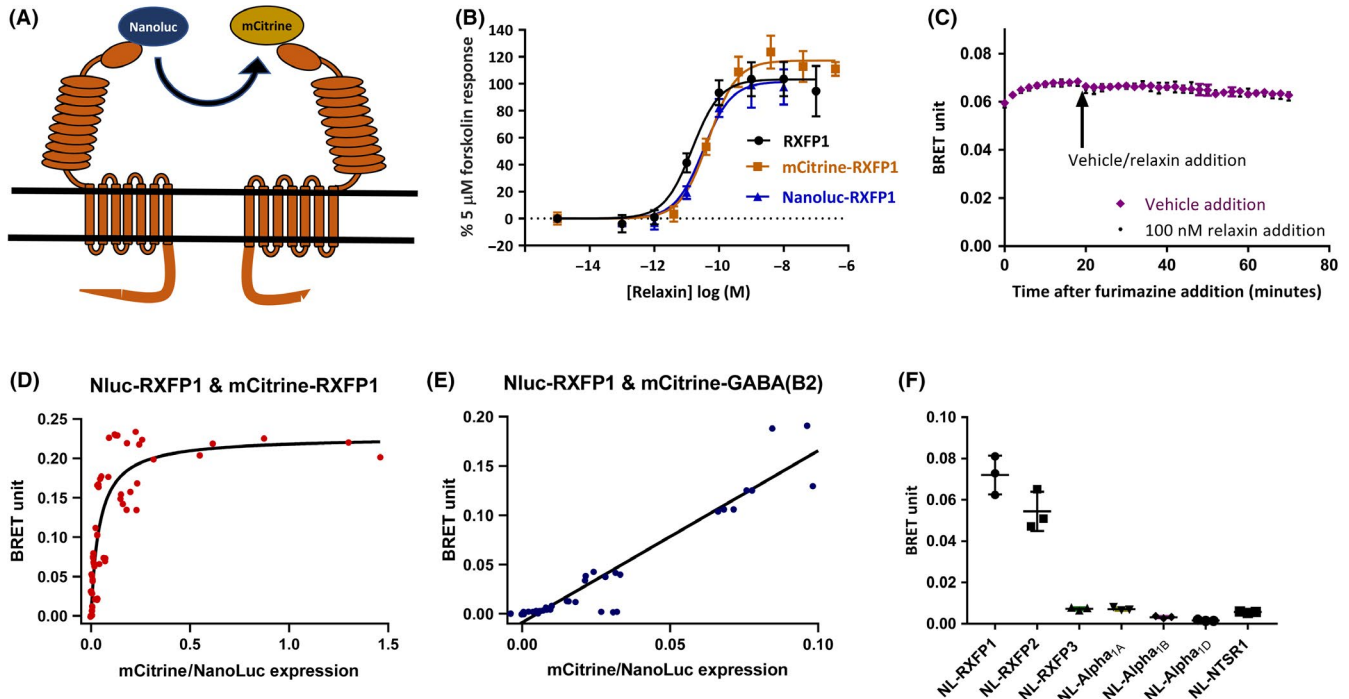 (A)
Nanoluc
mCitrine
(B)
% 5 µM forskolin response
140
120
100
80
60
40
20
0
−20
−14
−12
−10
−8
−6
[Relaxin] log (M)
RXFP1
mCitrine-RXFP1
Nanoluc-RXFP1
(C)
BRET unit
0.08
0.06
0.04
0.02
0.00
0
20
40
60
80
Time after furimazine addition (minutes)
Vehicle/relaxin addition
Vehicle addition
100 nM relaxin addition
(D)
Nluc-RXFP1 & mCitrine-RXFP1
BRET unit
0.25
0.20
0.15
0.10
0.05
0.00
0.0
0.5
1.0
1.5
mCitrine/NanoLuc expression
(E)
Nluc-RXFP1 & mCitrine-GABA(B2)
BRET unit
0.20
0.15
0.10
0.05
0.00
0.00
0.05
0.10
mCitrine/NanoLuc expression
(F)
BRET unit
0.10
0.08
0.06
0.04
0.02
0.00
NL-RXFP1
NL-RXFP2
NL-RXFP3
NL-Alpha1A
NL-Alpha1B
NL-Alpha1D
NL-NTSR1